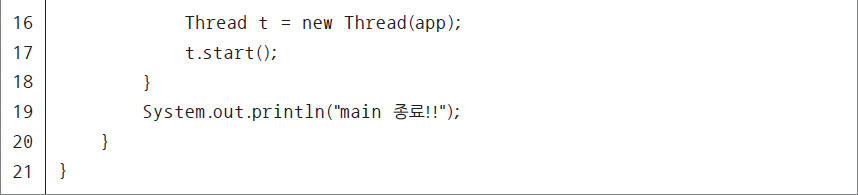 16 Thread t = new Thread(app);
17 t.start();
18 }
19 System.out.println("main 종료!!");
20 }
21 }